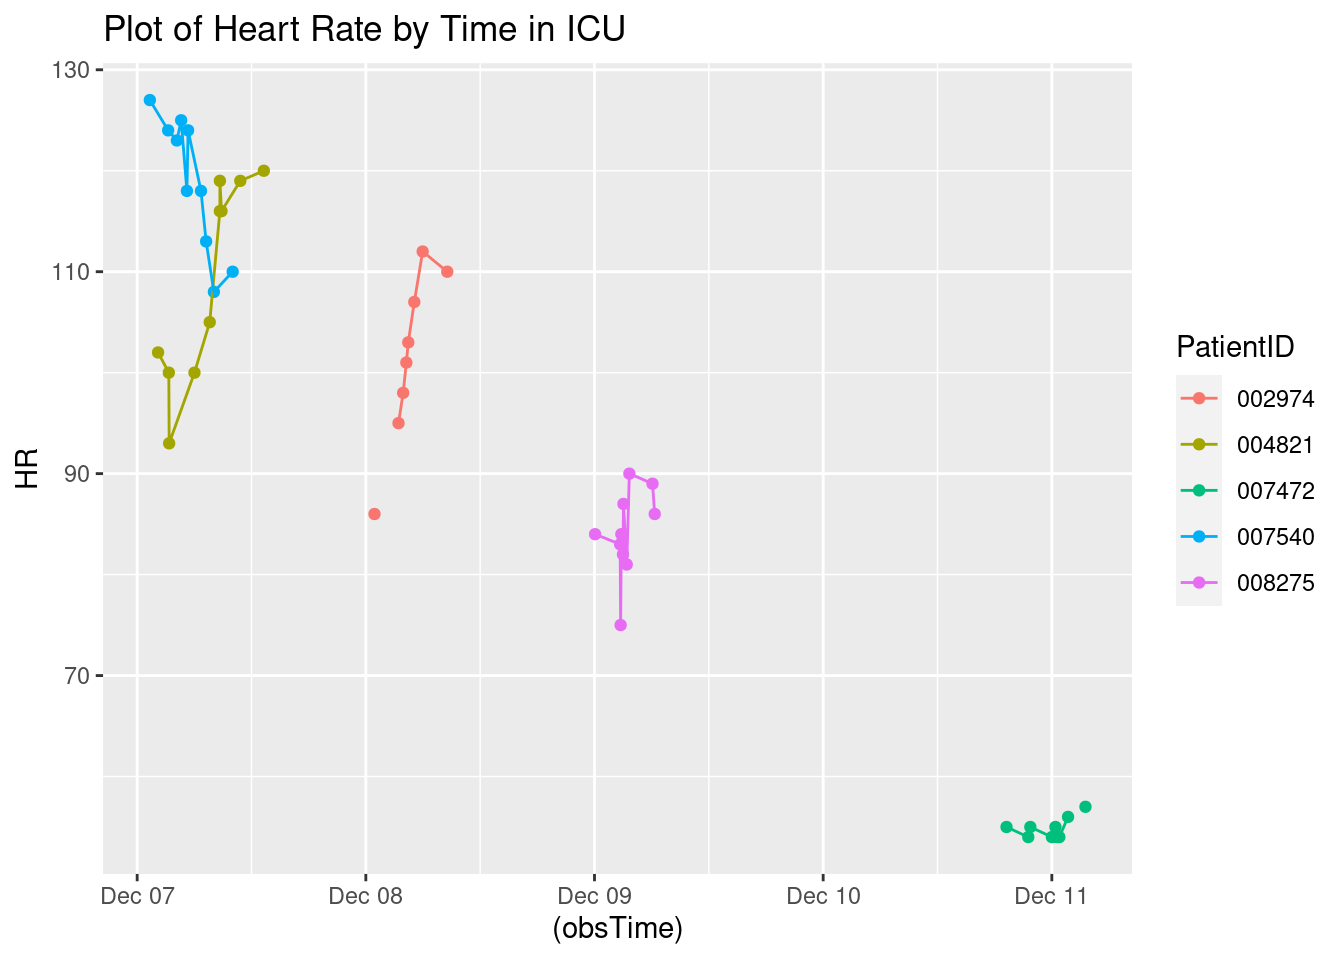 Plot of Heart Rate by Time in ICU
130
110
90
70
HR
Dec 07 Dec 08 Dec 09 Dec 10 Dec 11
(obsTime)
PatientID
002974
004821
007472
007540
008275